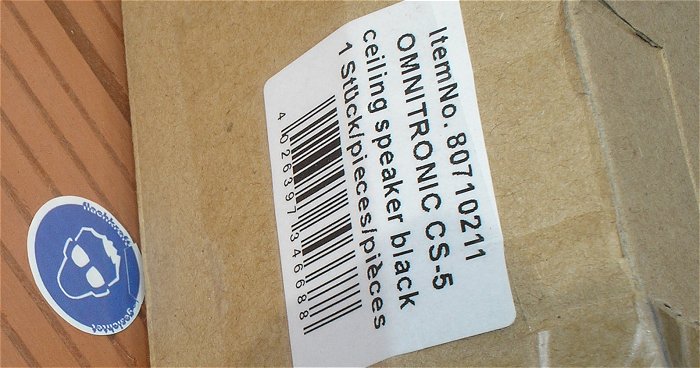 ItemNo. 80710211
OMNITRONIC CS-5
ceiling speaker black
1 Stück/pieces/pièces
4 026397 346688